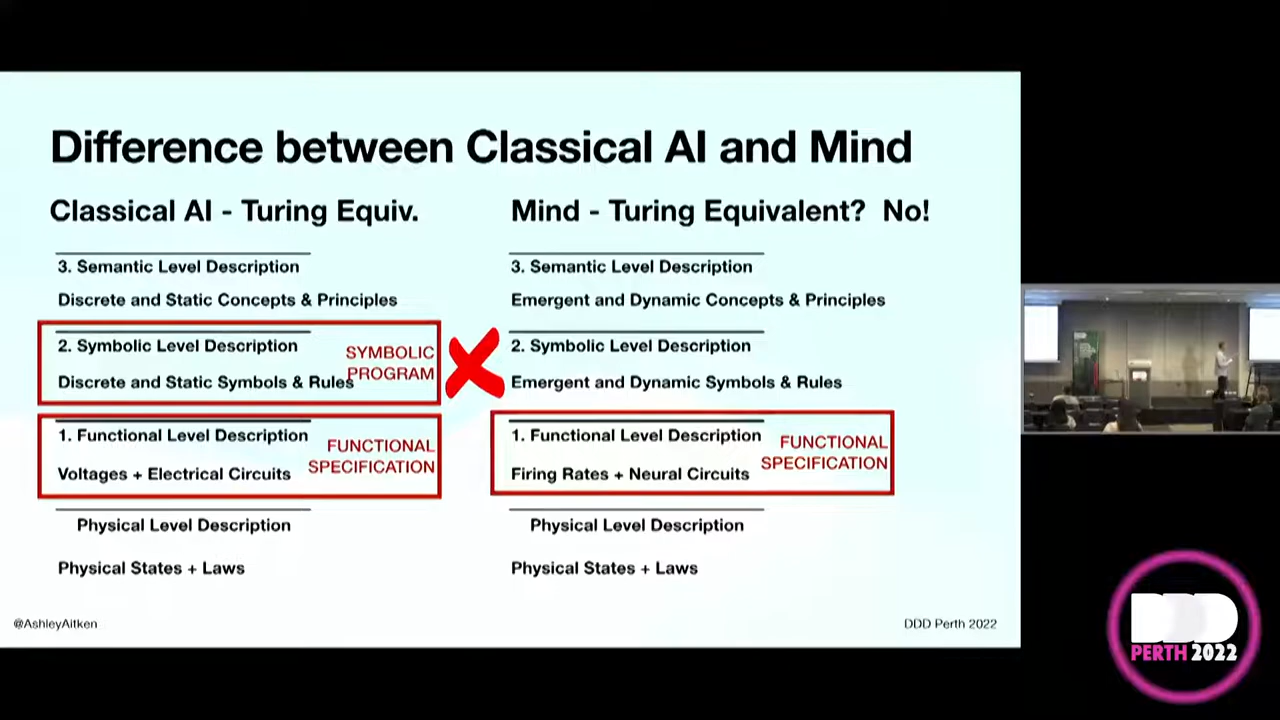 Difference between Classical AI and Mind
Classical AI - Turing Equiv.
3. Semantic Level Description
Discrete and Static Concepts & Principles
2. Symbolic Level Description
SYMBOLIC
PROGRAM
Discrete and Static Symbols & Rules
1. Functional Level Description
FUNCTIONAL
SPECIFICATION
Voltages + Electrical Circuits
Physical Level Description
Physical States + Laws
Mind - Turing Equivalent? No!
3. Semantic Level Description
Emergent and Dynamic Concepts & Principles
2. Symbolic Level Description
Emergent and Dynamic Symbols & Rules
1. Functional Level Description
FUNCTIONAL
SPECIFICATION
Firing Rates + Neural Circuits
Physical Level Description
Physical States + Laws
@AshleyAitken
DDD Perth 2022
DDD
PERTH 2022